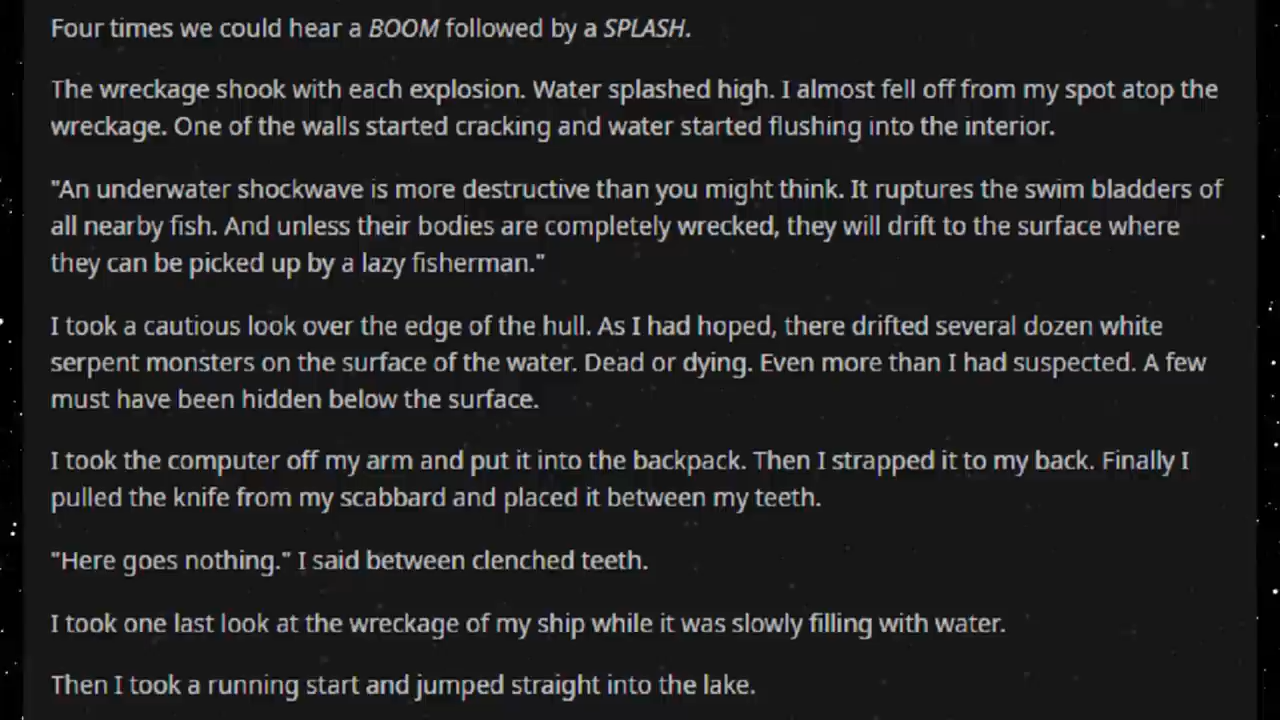 Four times we could hear a BOOM followed by a SPLASH.
The wreckage shook with each explosion. Water splashed high. I almost fell off from my spot atop the
wreckage. One of the walls started cracking and water started flushing into the interior.
"An underwater shockwave is more destructive than you might think. It ruptures the swim bladders of
all nearby fish. And unless their bodies are completely wrecked, they will drift to the surface where
they can be picked up by a lazy fisherman."
I took a cautious look over the edge of the hull. As I had hoped, there drifted several dozen white
serpent monsters on the surface of the water. Dead or dying. Even more than I had suspected. A few
must have been hidden below the surface.
I took the computer off my arm and put it into the backpack. Then I strapped it to my back. Finally I
pulled the knife from my scabbard and placed it between my teeth.
"Here goes nothing." I said between clenched teeth.
I took one last look at the wreckage of my ship while it was slowly filling with water.
Then I took a running start and jumped straight into the lake.